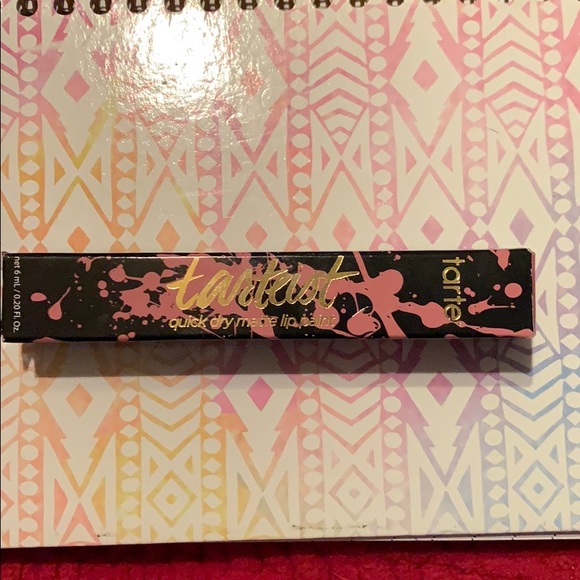 net 6 mL / 0.20 FL. Oz.
tarteist
quick dry matte lip paint
tarte